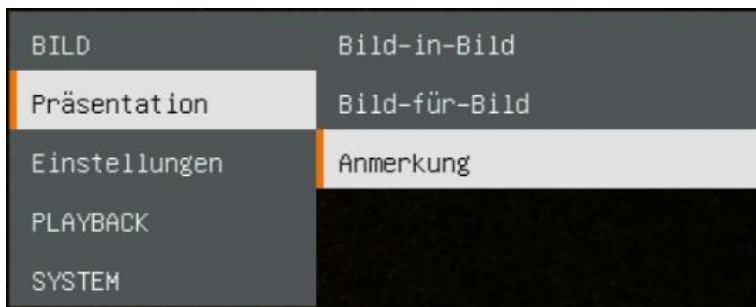 BILD
Präsentation
Einstellungen
PLAYBACK
SYSTEM
Bild-in-Bild
Bild-für-Bild
Anmerkung